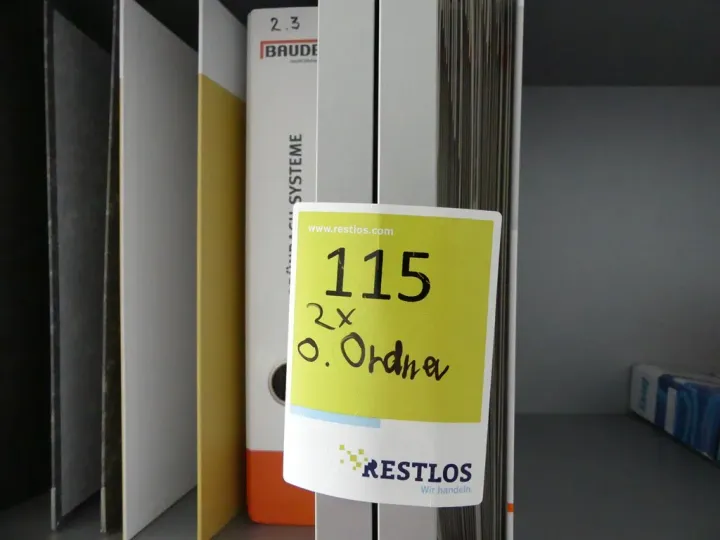 2.3
BAUDE
SYSTEME
www.restlos.com
115
2x
o. Ordner
RESTLOS
Wir handeln.